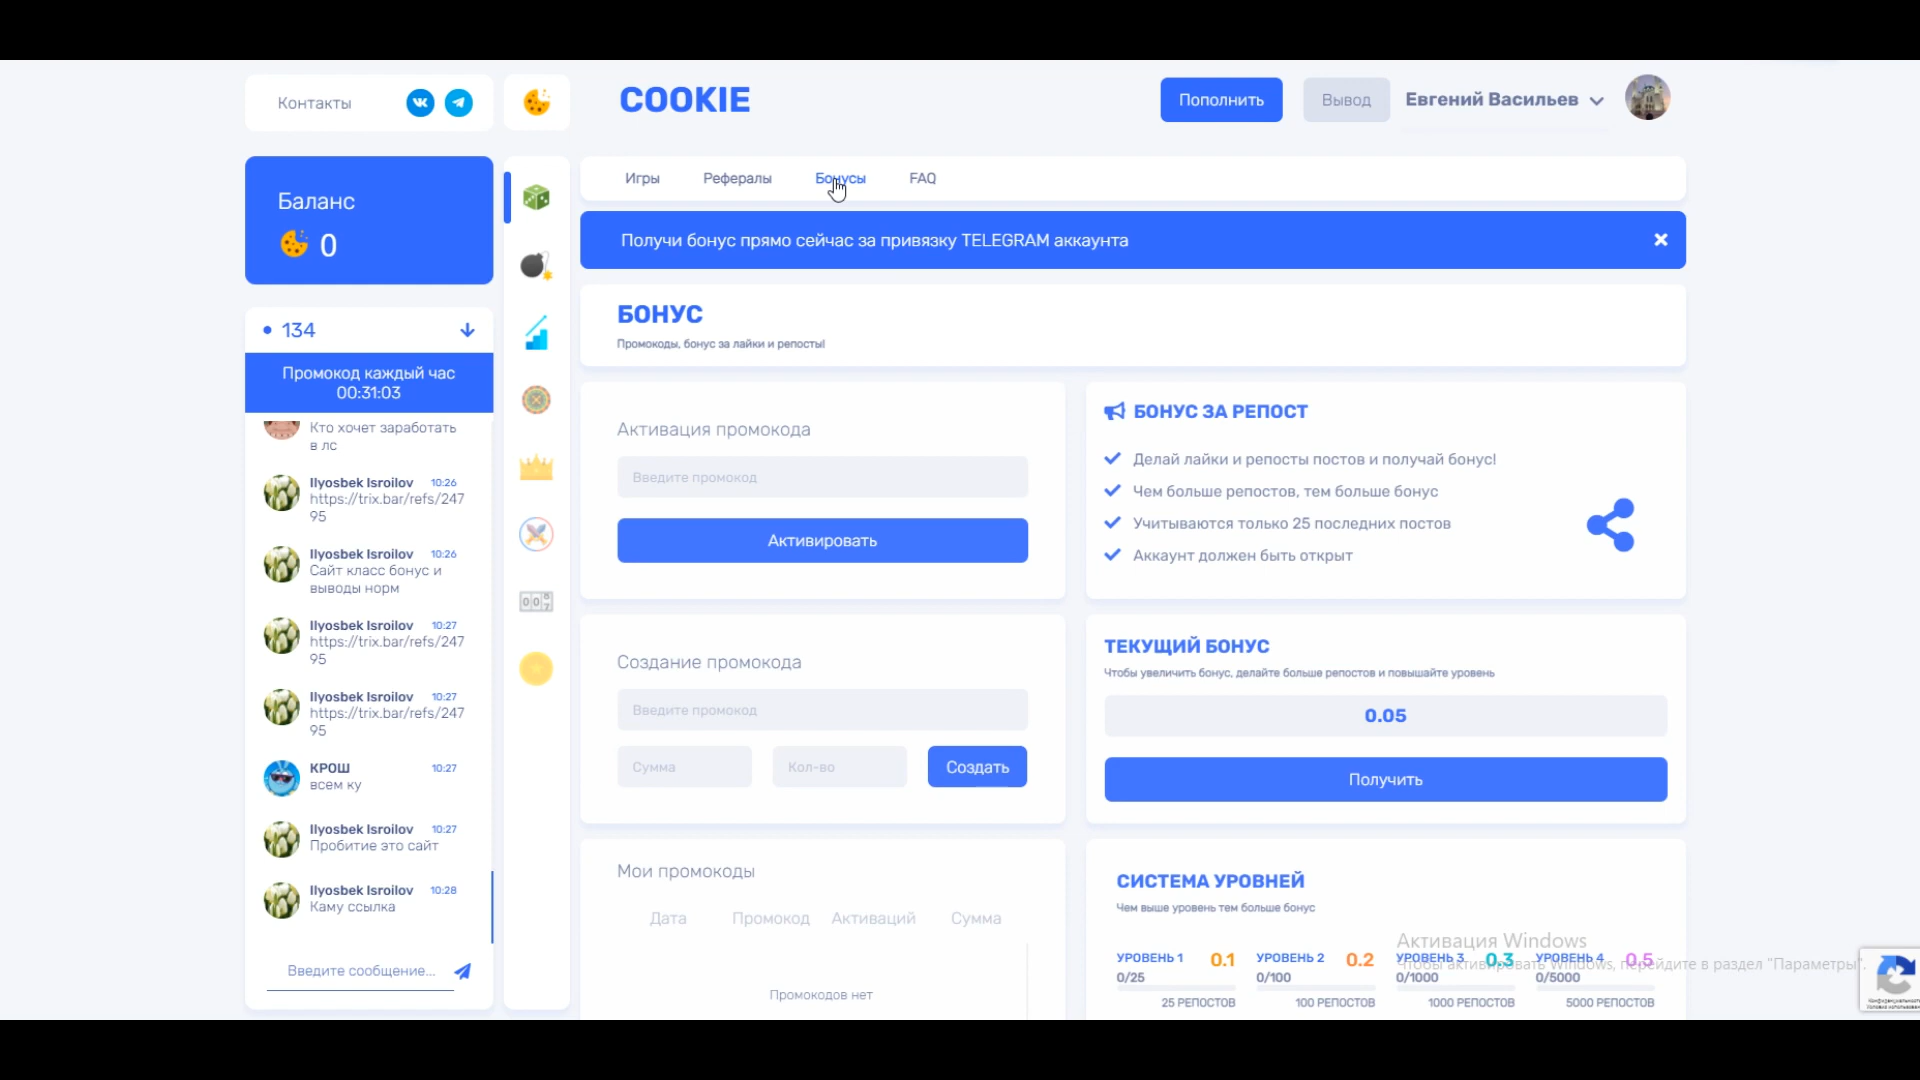 Контакты
COOKIE
Пополнить
Вывод
Евгений Васильев
Баланс
0
Игры
Рефералы
Бонусы
FAQ
Получи бонус прямо сейчас за привязку TELEGRAM аккаунта
134
Промокод каждый час
00:31:03
Кто хочет заработать
в лс
Ilyosbek Isroilov 10:26
https://trix.bar/refs/247
95
Ilyosbek Isroilov 10:26
Сайт класс бонус и
выводы норм
Ilyosbek Isroilov 10:27
https://trix.bar/refs/247
95
Ilyosbek Isroilov 10:27
https://trix.bar/refs/247
95
КРОШ 10:27
всем ку
Ilyosbek Isroilov 10:27
Пробитие это сайт
Ilyosbek Isroilov 10:28
Каму ссылка
Введите сообщение...
БОНУС
Промокоды, бонус за лайки и репосты!
Активация промокода
Введите промокод
Активировать
БОНУС ЗА РЕПОСТ
Делай лайки и репосты постов и получай бонус!
Чем больше репостов, тем больше бонус
Учитываются только 25 последних постов
Аккаунт должен быть открыт
Создание промокода
Введите промокод
Сумма
Кол-во
Создать
ТЕКУЩИЙ БОНУС
Чтобы увеличить бонус, делайте больше репостов и повышайте уровень
0.05
Получить
Мои промокоды
Дата Промокод Активаций Сумма
Промокодов нет
СИСТЕМА УРОВНЕЙ
Чем выше уровень тем больше бонус
УРОВЕНЬ 1 0.1
0/25
25 РЕПОСТОВ
УРОВЕНЬ 2 0.2
0/100
100 РЕПОСТОВ
УРОВЕНЬ 3 0.3
0/1000
1000 РЕПОСТОВ
УРОВЕНЬ 4 0.5
0/5000
5000 РЕПОСТОВ
Активация Windows
Чтобы активировать Windows, перейдите в раздел "Параметры".